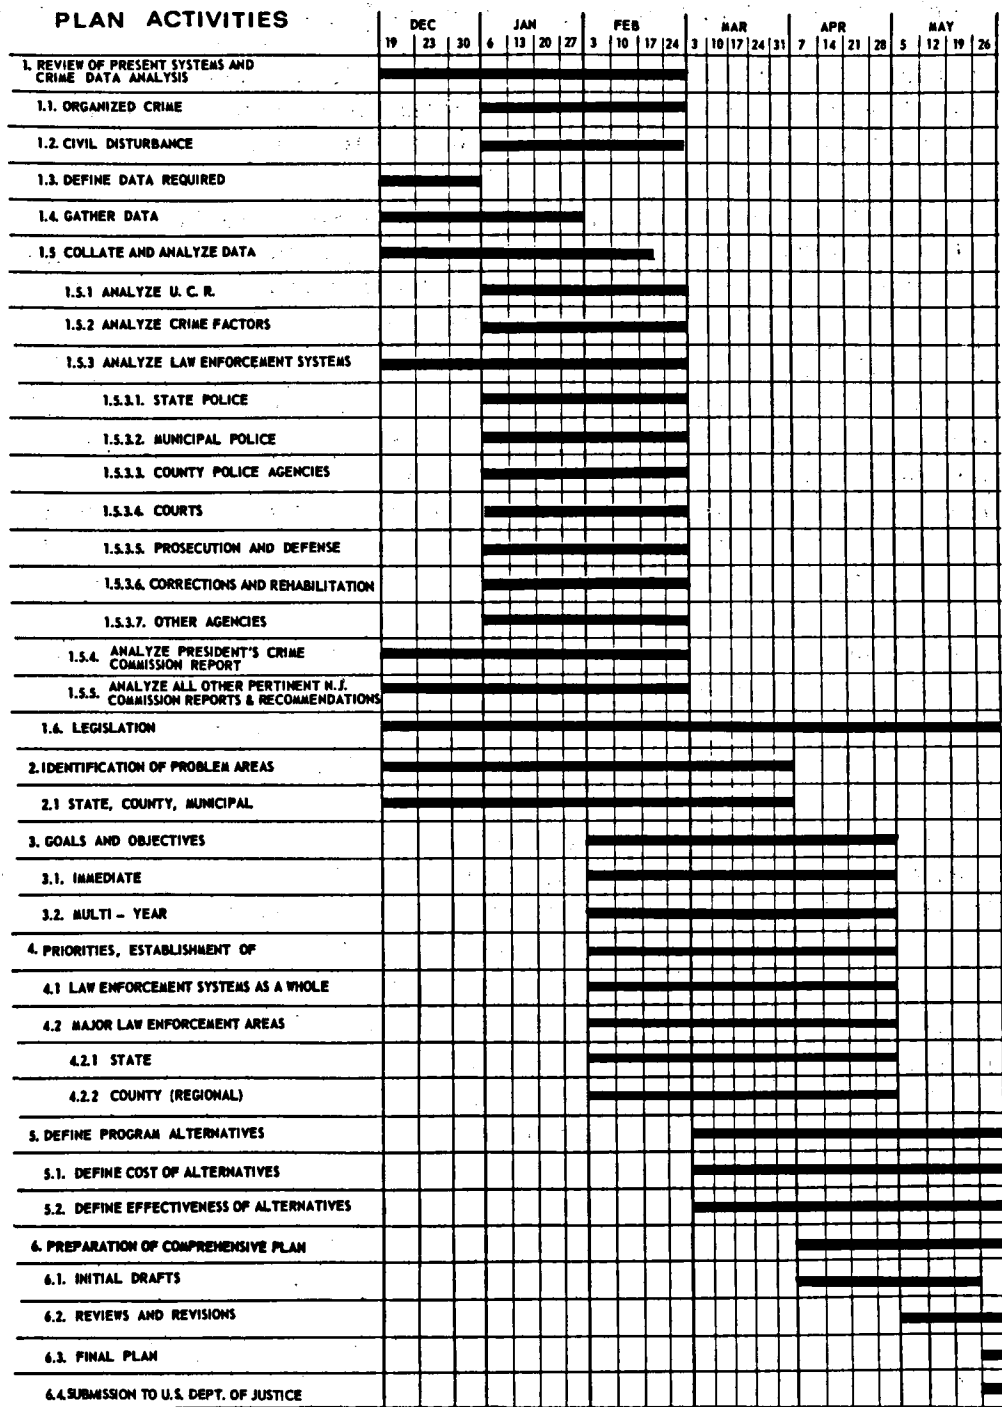 PLAN ACTIVITIES
DEC JAN FEB MAR APR MAY
19 23 30 6 13 20 27 3 10 17 24 3 10 17 24 31 7 14 21 28 5 12 19 26
1. REVIEW OF PRESENT SYSTEMS AND
CRIME DATA ANALYSIS
1.1. ORGANIZED CRIME
1.2. CIVIL DISTURBANCE
1.3. DEFINE DATA REQUIRED
1.4. GATHER DATA
1.5 COLLATE AND ANALYZE DATA
1.5.1 ANALYZE U. C. R.
1.5.2 ANALYZE CRIME FACTORS
1.5.3 ANALYZE LAW ENFORCEMENT SYSTEMS
1.5.3.1. STATE POLICE
1.5.3.2. MUNICIPAL POLICE
1.5.3.3. COUNTY POLICE AGENCIES
1.5.3.4. COURTS
1.5.3.5. PROSECUTION AND DEFENSE
1.5.3.6. CORRECTIONS AND REHABILITATION
1.5.3.7. OTHER AGENCIES
1.5.4. ANALYZE PRESIDENT'S CRIME
COMMISSION REPORT
1.5.5. ANALYZE ALL OTHER PERTINENT N.J.
COMMISSION REPORTS & RECOMMENDATIONS
1.6. LEGISLATION
2. IDENTIFICATION OF PROBLEM AREAS
2.1 STATE, COUNTY, MUNICIPAL
3. GOALS AND OBJECTIVES
3.1. IMMEDIATE
3.2. MULTI - YEAR
4. PRIORITIES, ESTABLISHMENT OF
4.1 LAW ENFORCEMENT SYSTEMS AS A WHOLE
4.2 MAJOR LAW ENFORCEMENT AREAS
4.2.1 STATE
4.2.2 COUNTY (REGIONAL)
5. DEFINE PROGRAM ALTERNATIVES
5.1. DEFINE COST OF ALTERNATIVES
5.2. DEFINE EFFECTIVENESS OF ALTERNATIVES
6. PREPARATION OF COMPREHENSIVE PLAN
6.1. INITIAL DRAFTS
6.2. REVIEWS AND REVISIONS
6.3. FINAL PLAN
6.4. SUBMISSION TO U.S. DEPT. OF JUSTICE